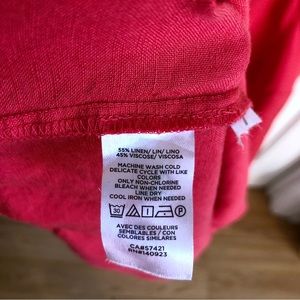 55% LINEN/ LIN/ LINO
45% VISCOSE/ VISCOSA
MACHINE WASH COLD
DELICATE CYCLE WITH LIKE
COLORS
ONLY NON-CHLORINE
BLEACH WHEN NEEDED
LINE DRY
COOL IRON WHEN NEEDED
30
P
AVEC DES COULEURS
SEMBLABLES / CON
COLORES SIMILARES
CA#57421
RN#140923